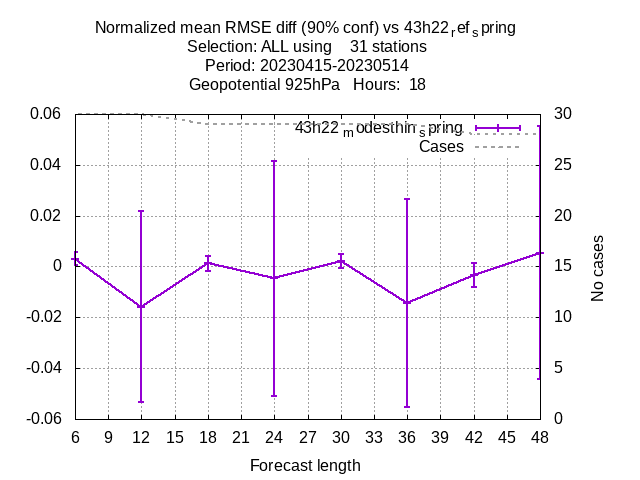 Normalized mean RMSE diff (90% conf) vs 43h22refspring
Selection: ALL using 31 stations
Period: 20230415-20230514
Geopotential 925hPa Hours: 18
0.06 30
43h22modesthinspring
Cases
0.04 25
0.02 20
0 15
No cases
-0.02 10
-0.04 5
-0.06 0
6 9 12 15 18 21 24 27 30 33 36 39 42 45 48
Forecast length